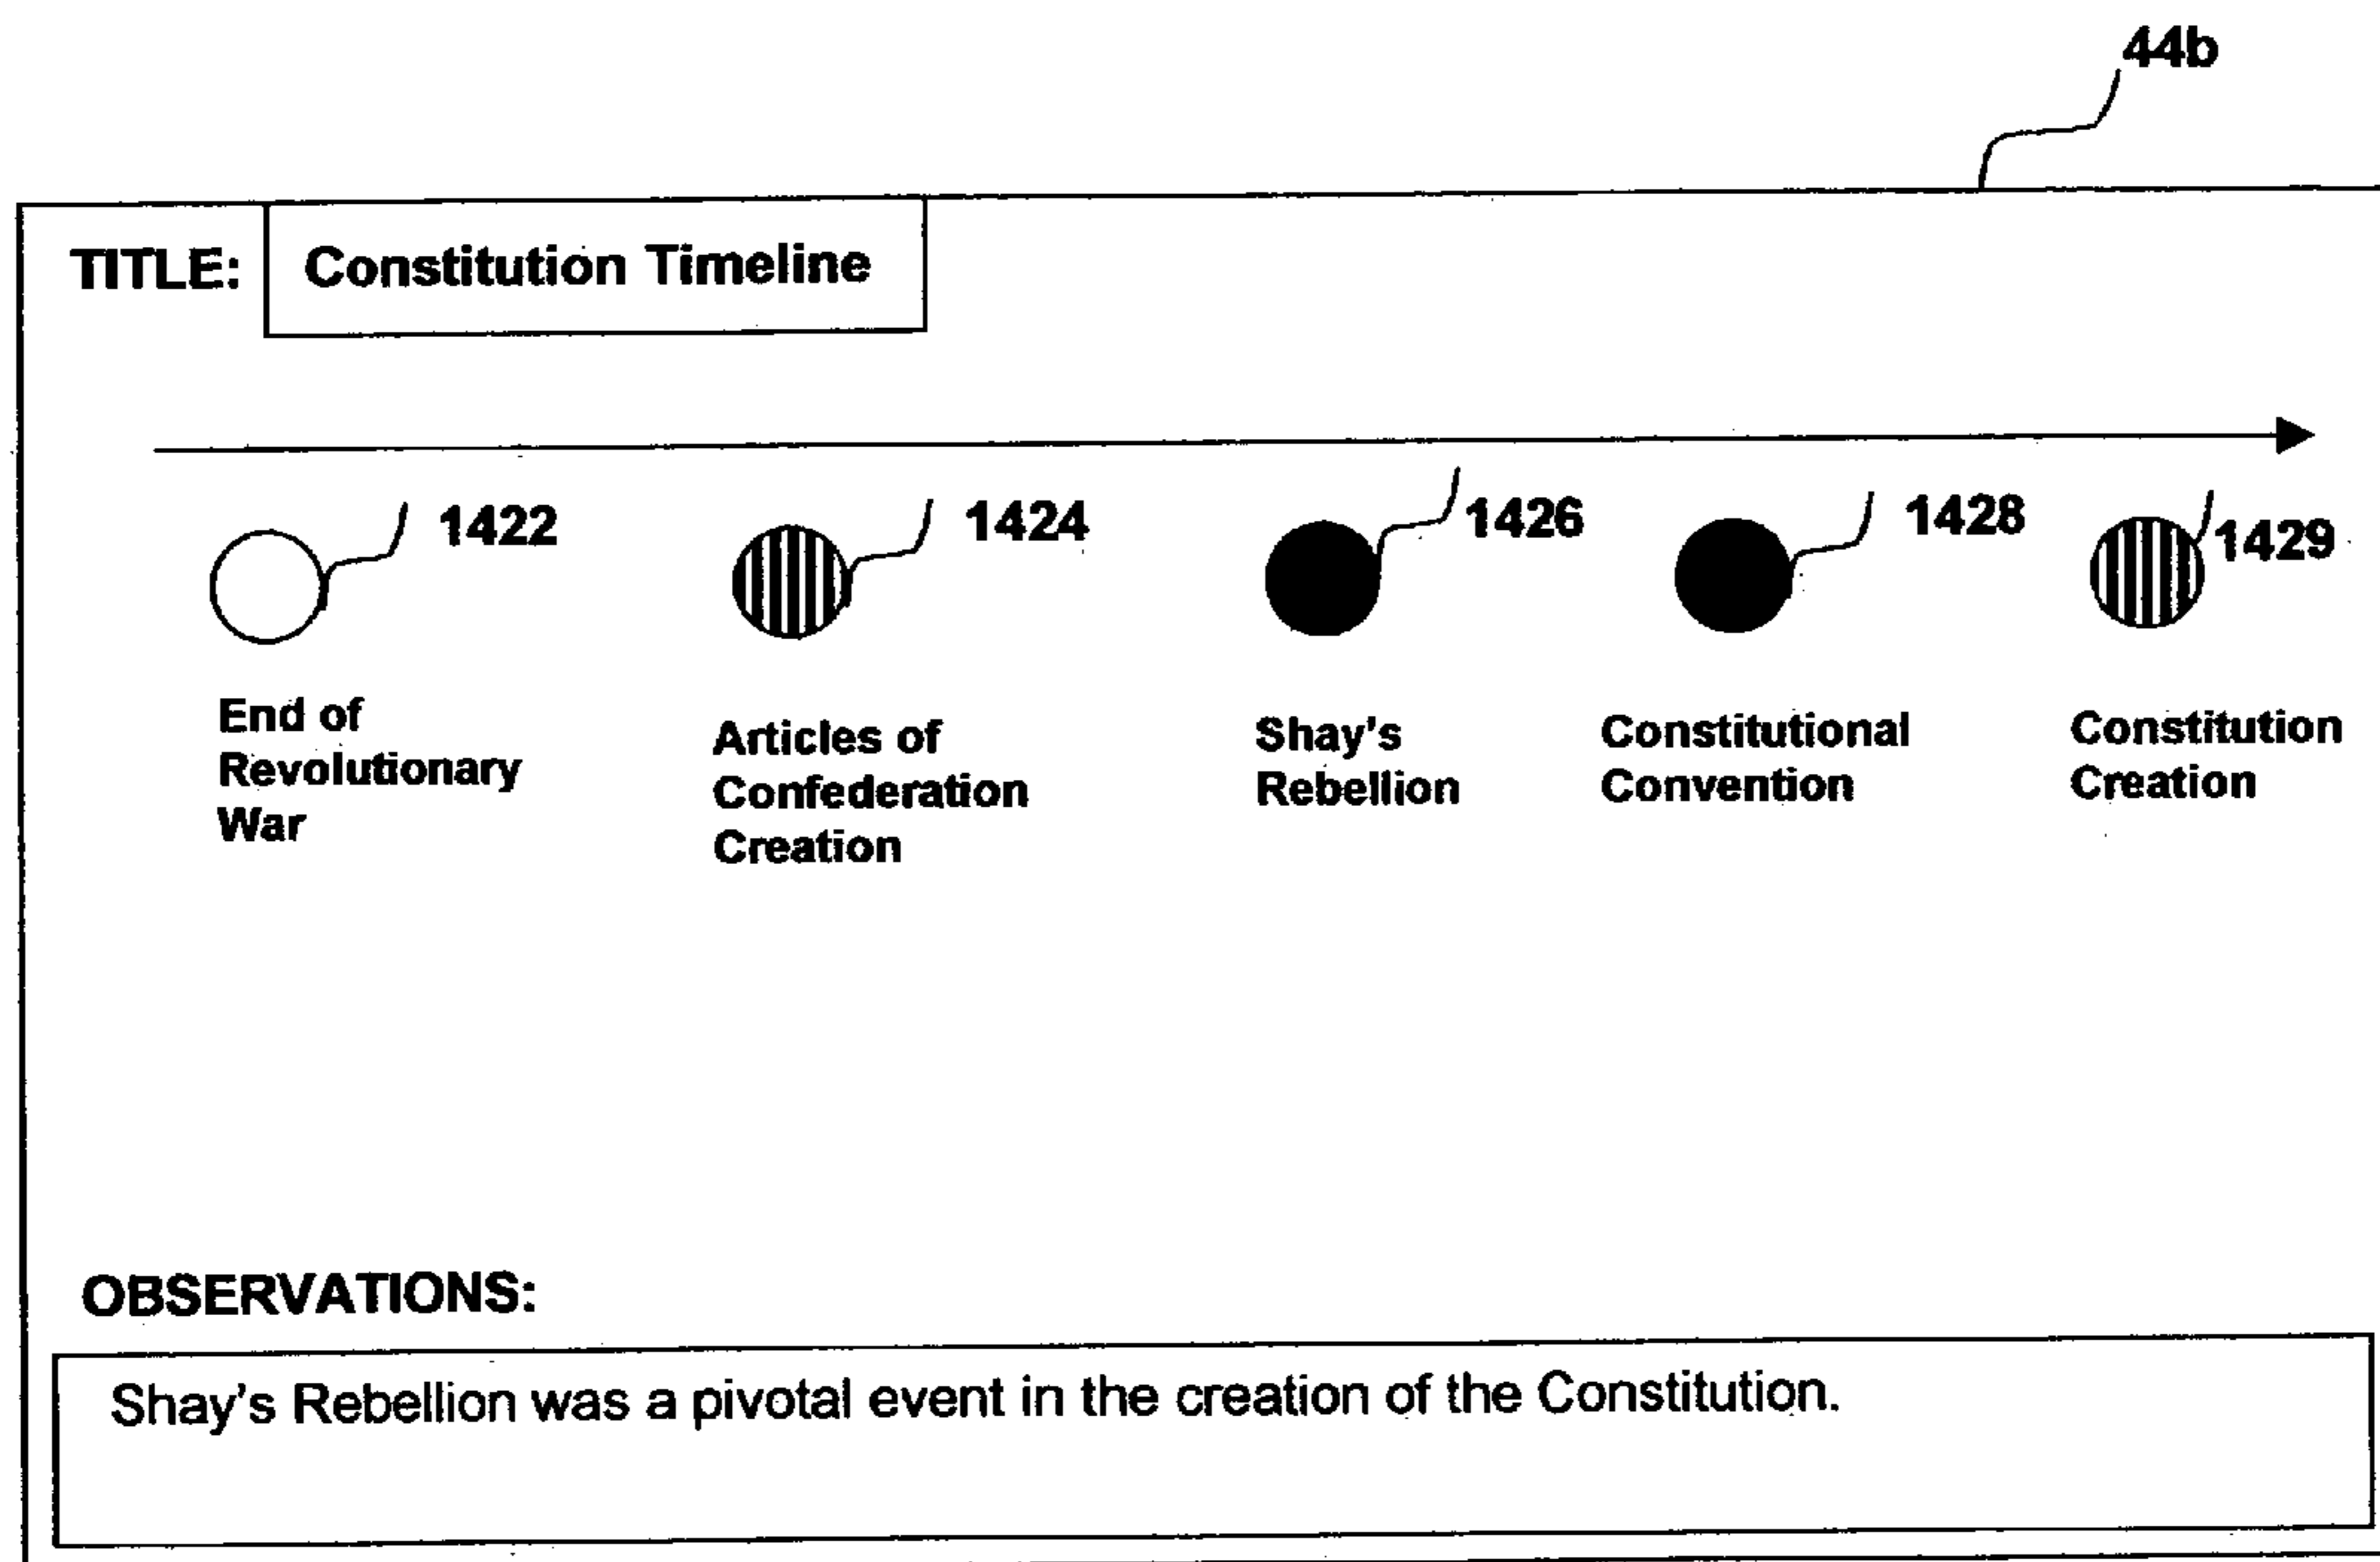 44b
TITLE: Constitution Timeline
1422 1424 1426 1428 1429
End of
Revolutionary
War
Articles of
Confederation
Creation
Shay's
Rebellion
Constitutional
Convention
Constitution
Creation
OBSERVATIONS:
Shay's Rebellion was a pivotal event in the creation of the Constitution.